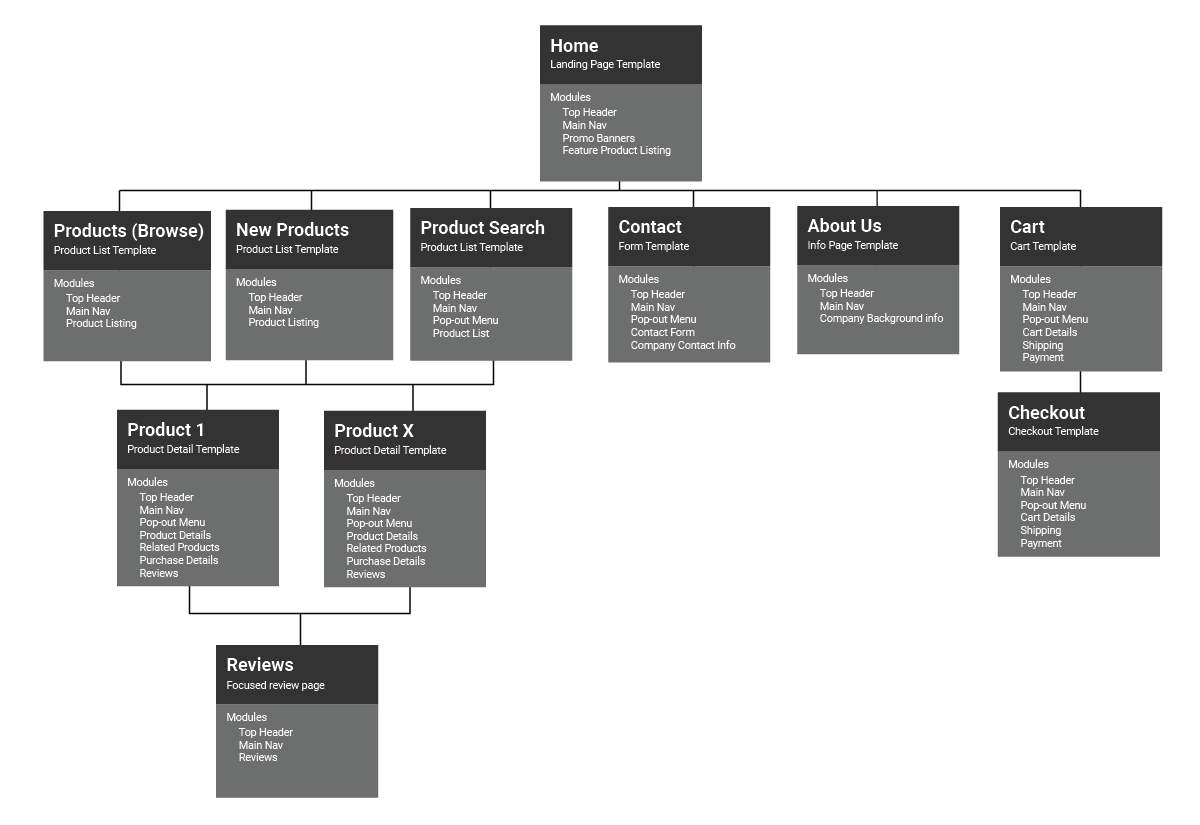 Home
Landing Page Template
Modules
Top Header
Main Nav
Promo Banners
Feature Product Listing
Products (Browse)
Product List Template
Modules
Top Header
Main Nav
Product Listing
New Products
Product List Template
Modules
Top Header
Main Nav
Product Listing
Product Search
Product List Template
Modules
Top Header
Main Nav
Pop-out Menu
Product List
Contact
Form Template
Modules
Top Header
Main Nav
Pop-out Menu
Contact Form
Company Contact Info
About Us
Info Page Template
Modules
Top Header
Main Nav
Company Background info
Cart
Cart Template
Modules
Top Header
Main Nav
Pop-out Menu
Cart Details
Shipping
Payment
Product 1
Product Detail Template
Modules
Top Header
Main Nav
Pop-out Menu
Product Details
Related Products
Purchase Details
Reviews
Product X
Product Detail Template
Modules
Top Header
Main Nav
Pop-out Menu
Product Details
Related Products
Purchase Details
Reviews
Checkout
Checkout Template
Modules
Top Header
Main Nav
Pop-out Menu
Cart Details
Shipping
Payment
Reviews
Focused review page
Modules
Top Header
Main Nav
Reviews